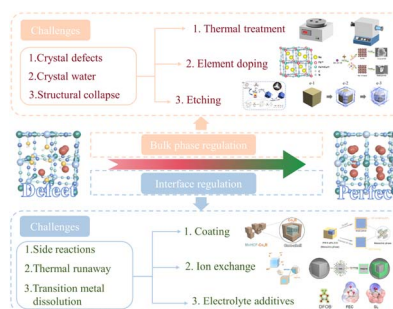 Challenges
1.Crystal defects
2.Crystal water
3.Structural collapse
1. Thermal treatment
2. Element doping
3. Etching
Bulk phase regulation
Defect
Perfect
Interface regulation
Challenges
1.Side reactions
2.Thermal runaway
3.Transition metal
dissolution
1. Coating
2. Ion exchange
3. Electrolyte additives
DFOB